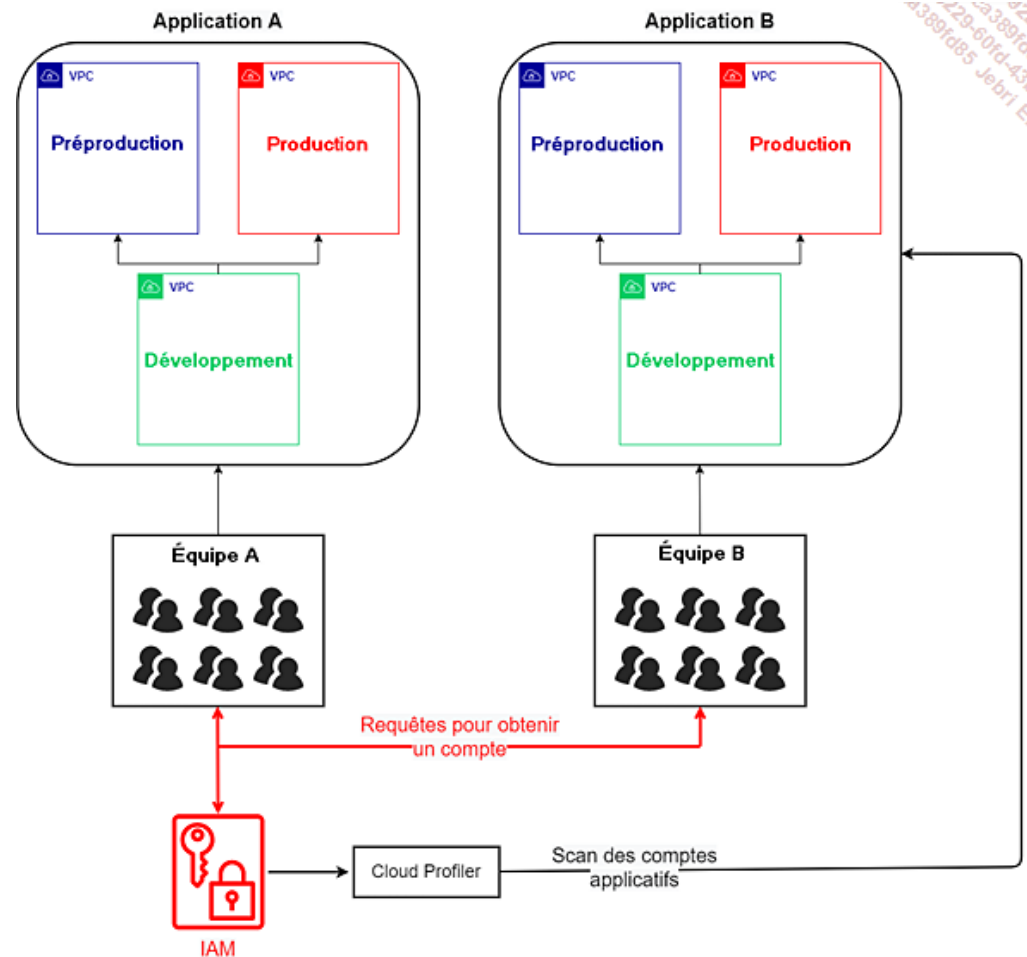 Application A
Application B
VPC
VPC
VPC
VPC
Préproduction
Production
Préproduction
Production
VPC
VPC
Développement
Développement
Équipe A
Équipe B
Requêtes pour obtenir
un compte
Cloud Profiler
Scan des comptes
applicatifs
IAM